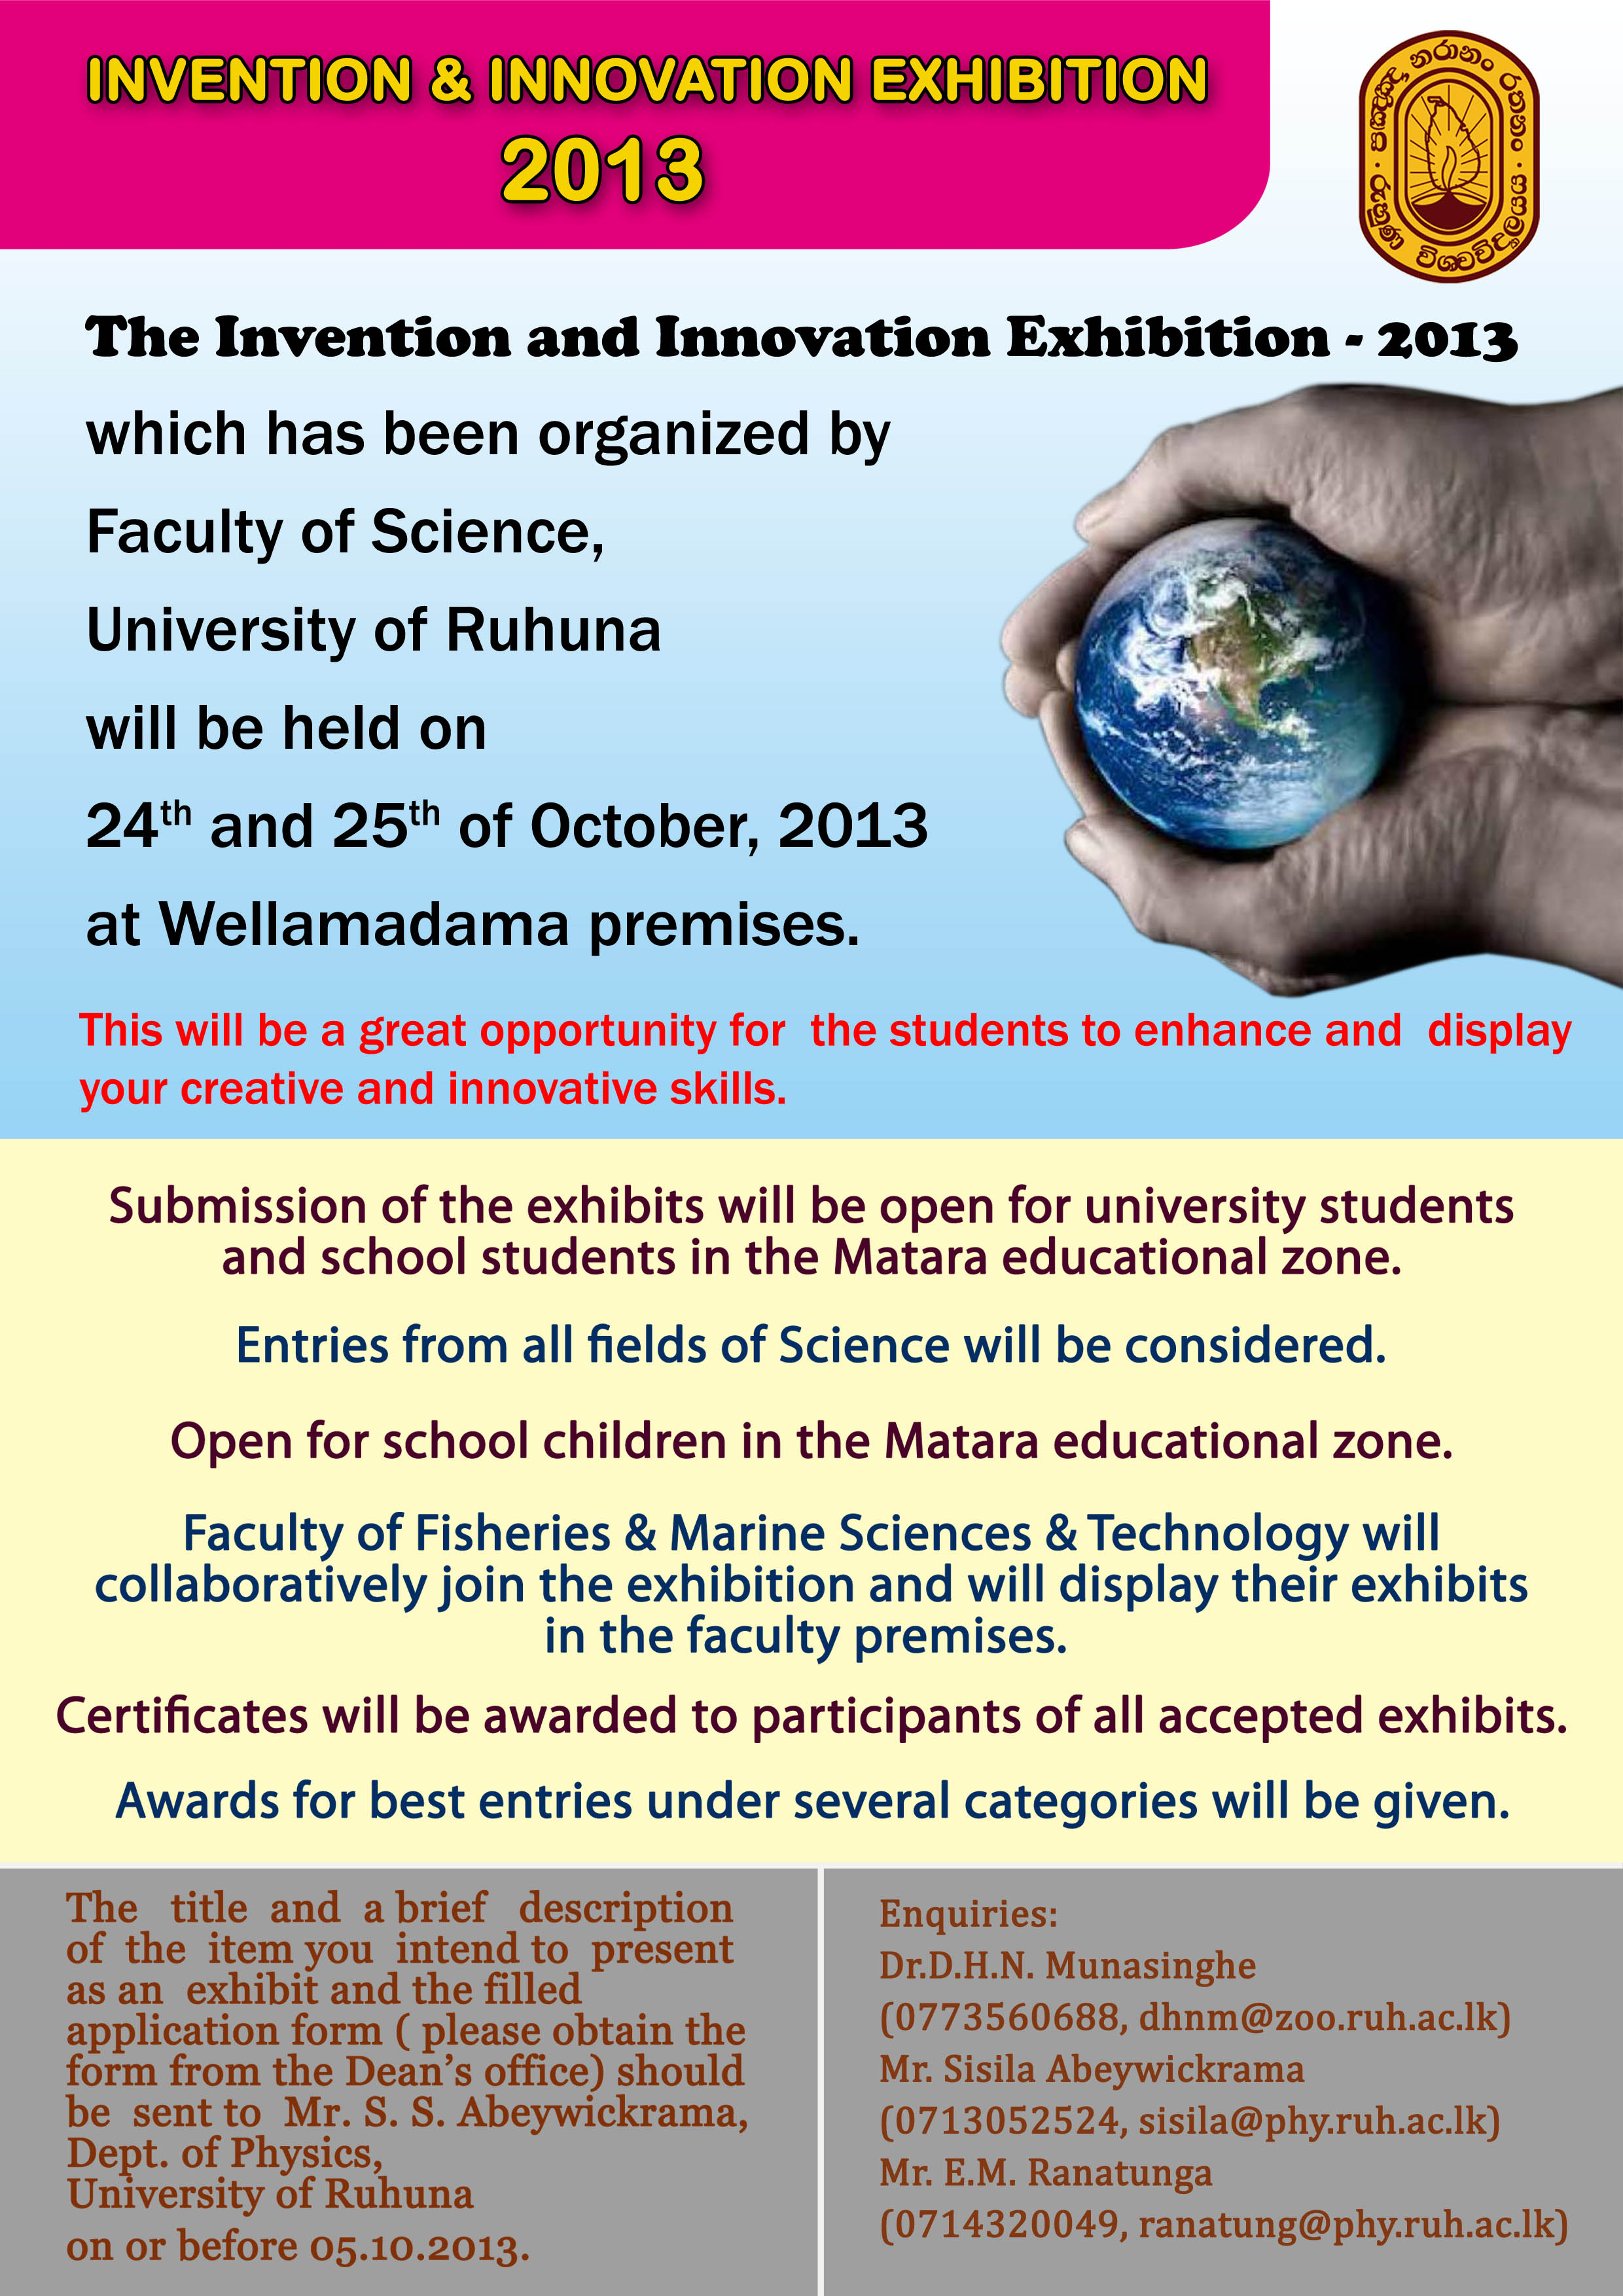 INVENTION & INNOVATION EXHIBITION
2013
පඤ්ඤා නරානං රතනං
රුහුණ විශ්වවිද්‍යාලය
The Invention and Innovation Exhibition - 2013
which has been organized by
Faculty of Science,
University of Ruhuna
will be held on
24th and 25th of October, 2013
at Wellamadama premises.
This will be a great opportunity for the students to enhance and display
your creative and innovative skills.
Submission of the exhibits will be open for university students
and school students in the Matara educational zone.
Entries from all fields of Science will be considered.
Open for school children in the Matara educational zone.
Faculty of Fisheries & Marine Sciences & Technology will
collaboratively join the exhibition and will display their exhibits
in the faculty premises.
Certificates will be awarded to participants of all accepted exhibits.
Awards for best entries under several categories will be given.
The title and a brief description
of the item you intend to present
as an exhibit and the filled
application form ( please obtain the
form from the Dean’s office) should
be sent to Mr. S. S. Abeywickrama,
Dept. of Physics,
University of Ruhuna
on or before 05.10.2013.
Enquiries:
Dr.D.H.N. Munasinghe
(0773560688, dhnm@zoo.ruh.ac.lk)
Mr. Sisila Abeywickrama
(0713052524, sisila@phy.ruh.ac.lk)
Mr. E.M. Ranatunga
(0714320049, ranatung@phy.ruh.ac.lk)